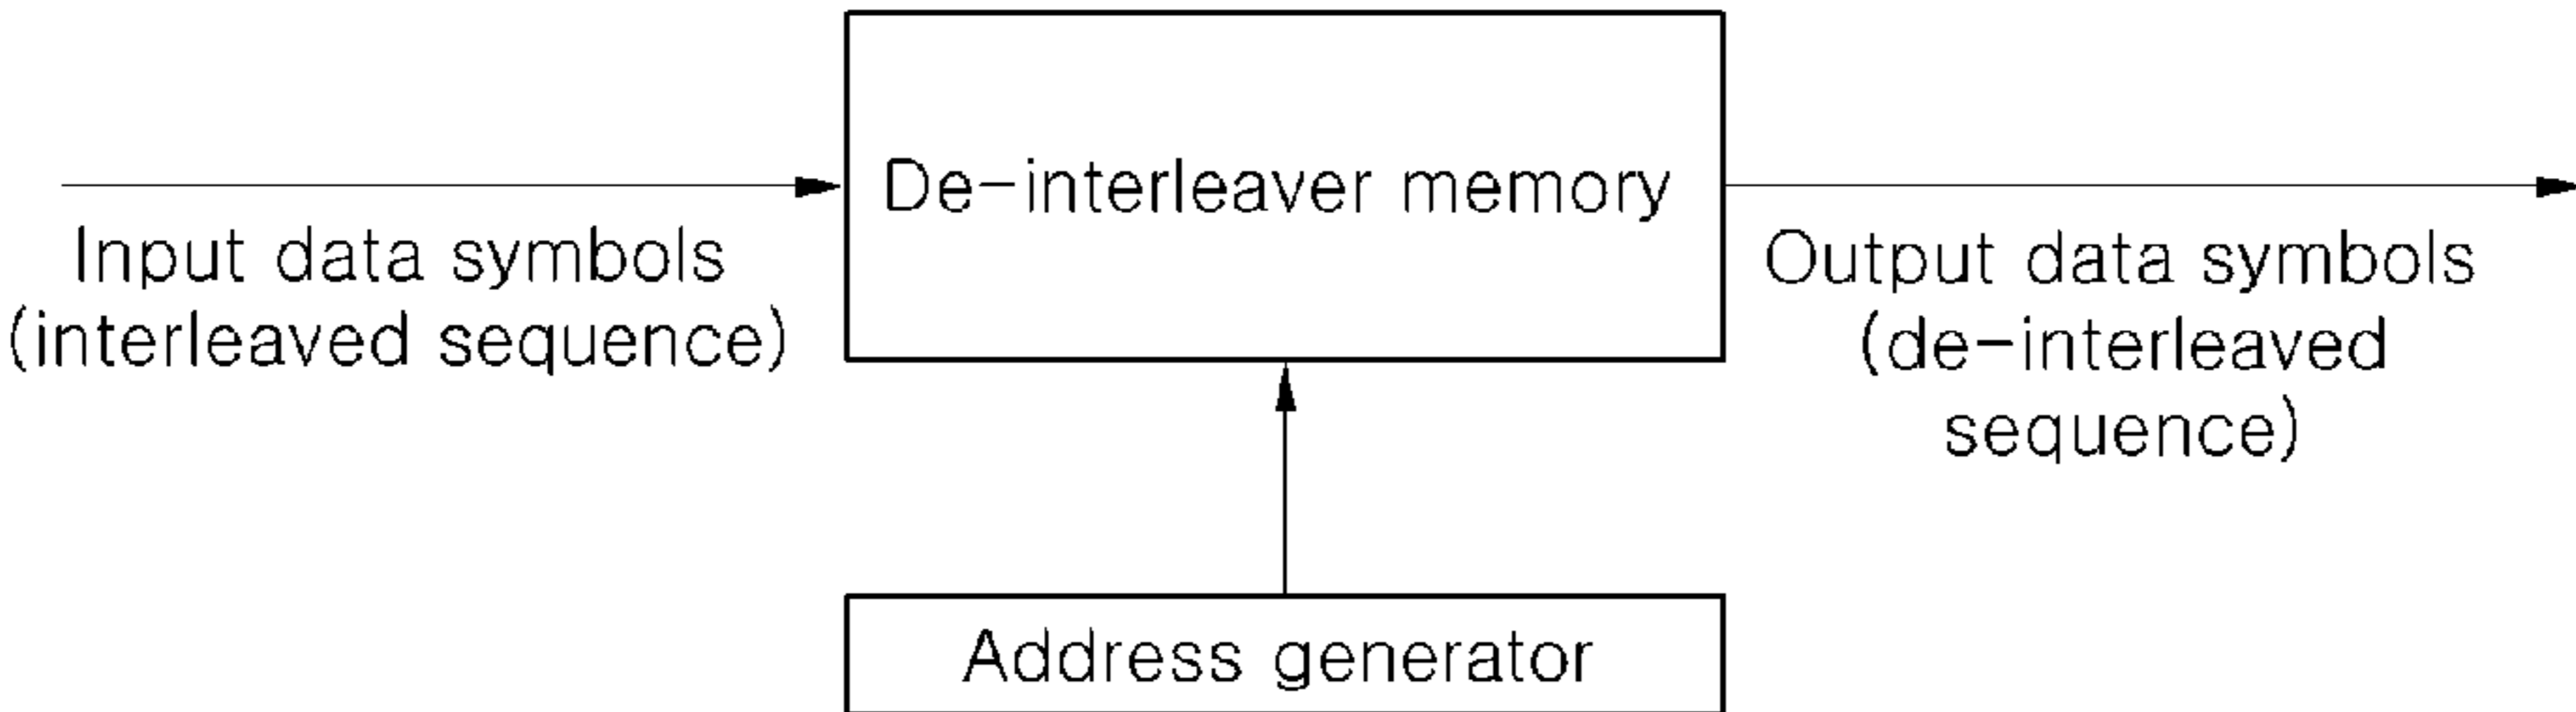 De-interleaver memory
Input data symbols
(interleaved sequence)
Output data symbols
(de-interleaved
sequence)
Address generator